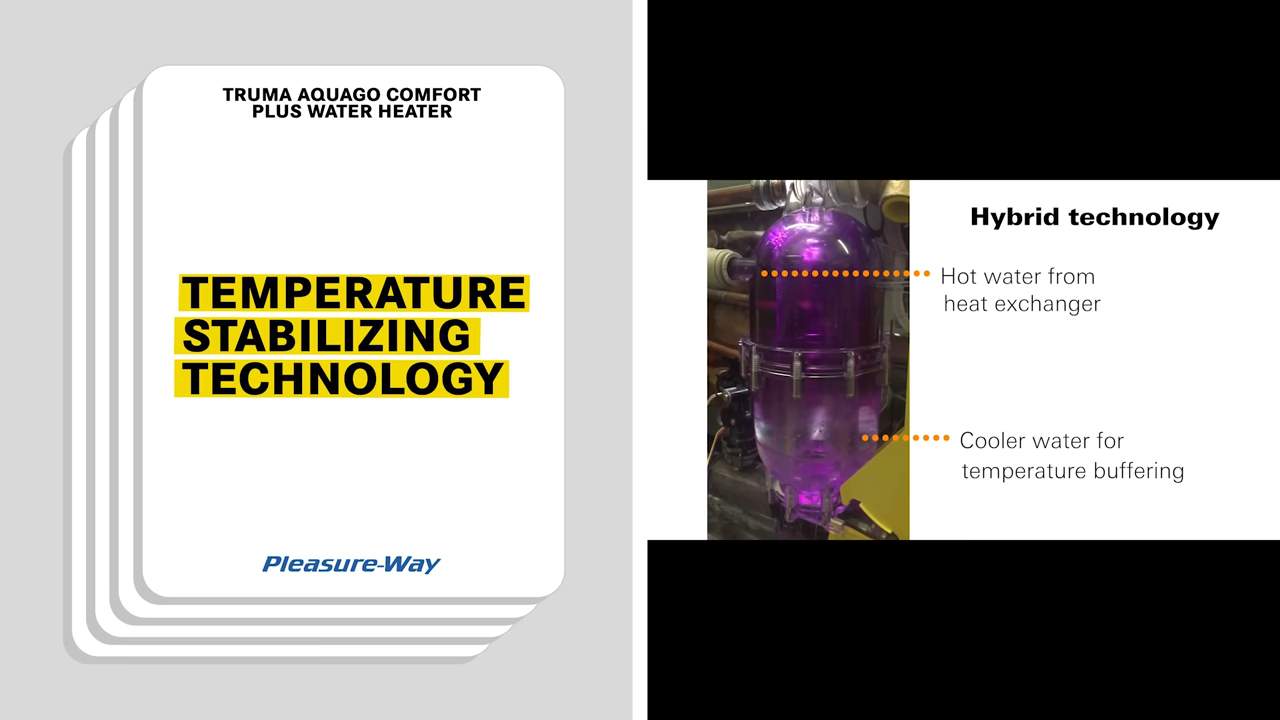 TRUMA AQUAGO COMFORT
PLUS WATER HEATER
TEMPERATURE
STABILIZING
TECHNOLOGY
Pleasure-Way
Hybrid technology
Hot water from
heat exchanger
Cooler water for
temperature buffering